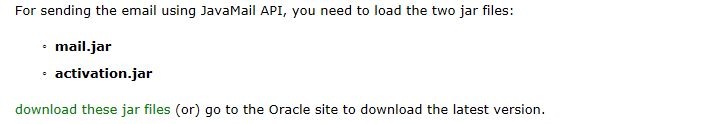 For sending the email using JavaMail API, you need to load the two jar files:
mail.jar
activation.jar
download these jar files (or) go to the Oracle site to download the latest version.